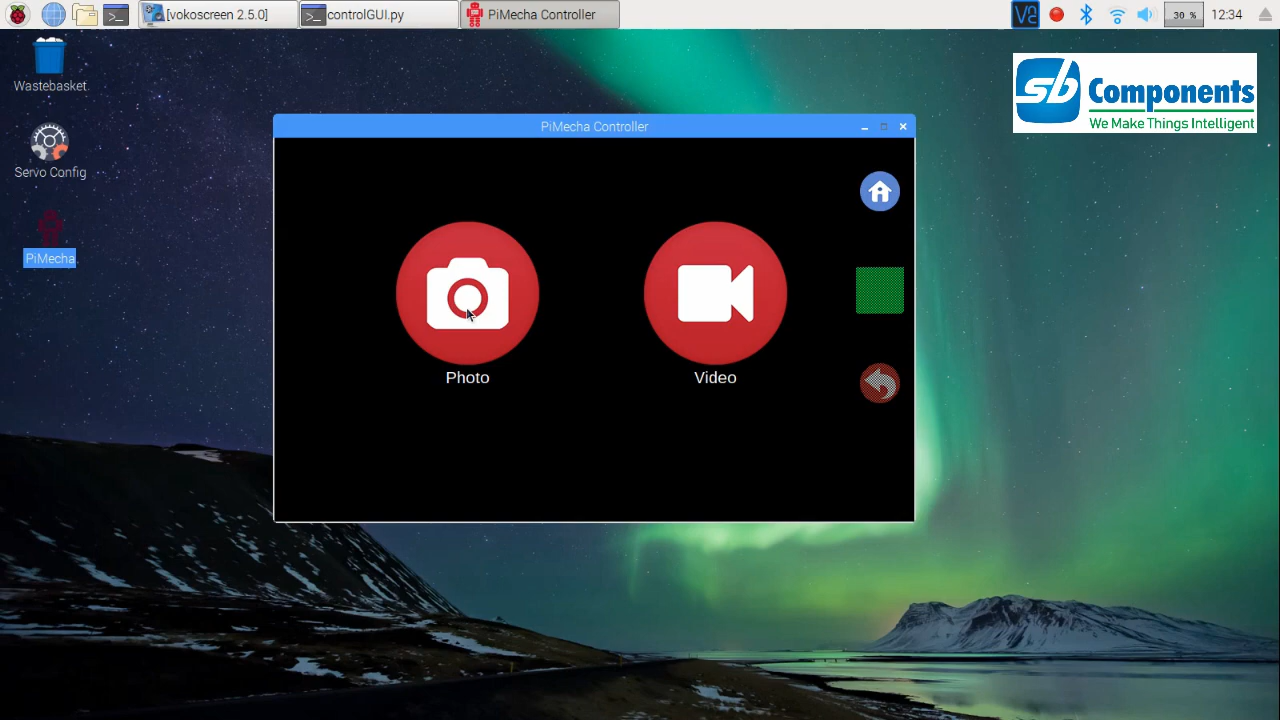 [vokoscreen 2.5.0]
controlGUI.py
PiMecha Controller
V2
30 %
12:34
Wastebasket
Servo Config
PiMecha
sb Components
We Make Things Intelligent
PiMecha Controller
Photo
Video